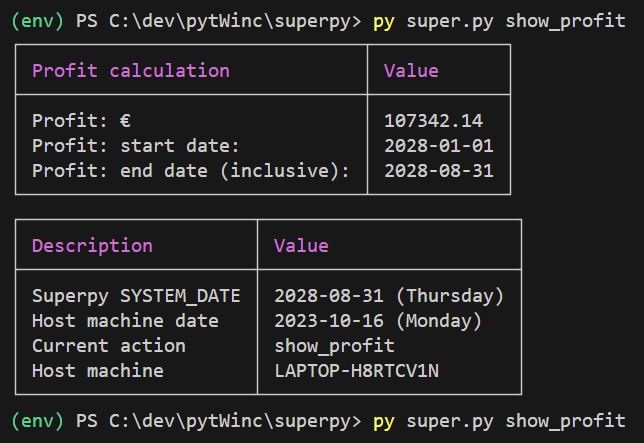 (env) PS C:\dev\pytWinc\superpy> py super.py show_profit
Profit calculation Value
Profit: € 107342.14
Profit: start date: 2028-01-01
Profit: end date (inclusive): 2028-08-31
Description Value
Superpy SYSTEM_DATE 2028-08-31 (Thursday)
Host machine date 2023-10-16 (Monday)
Current action show_profit
Host machine LAPTOP-H8RTCV1N
(env) PS C:\dev\pytWinc\superpy> py super.py show_profit